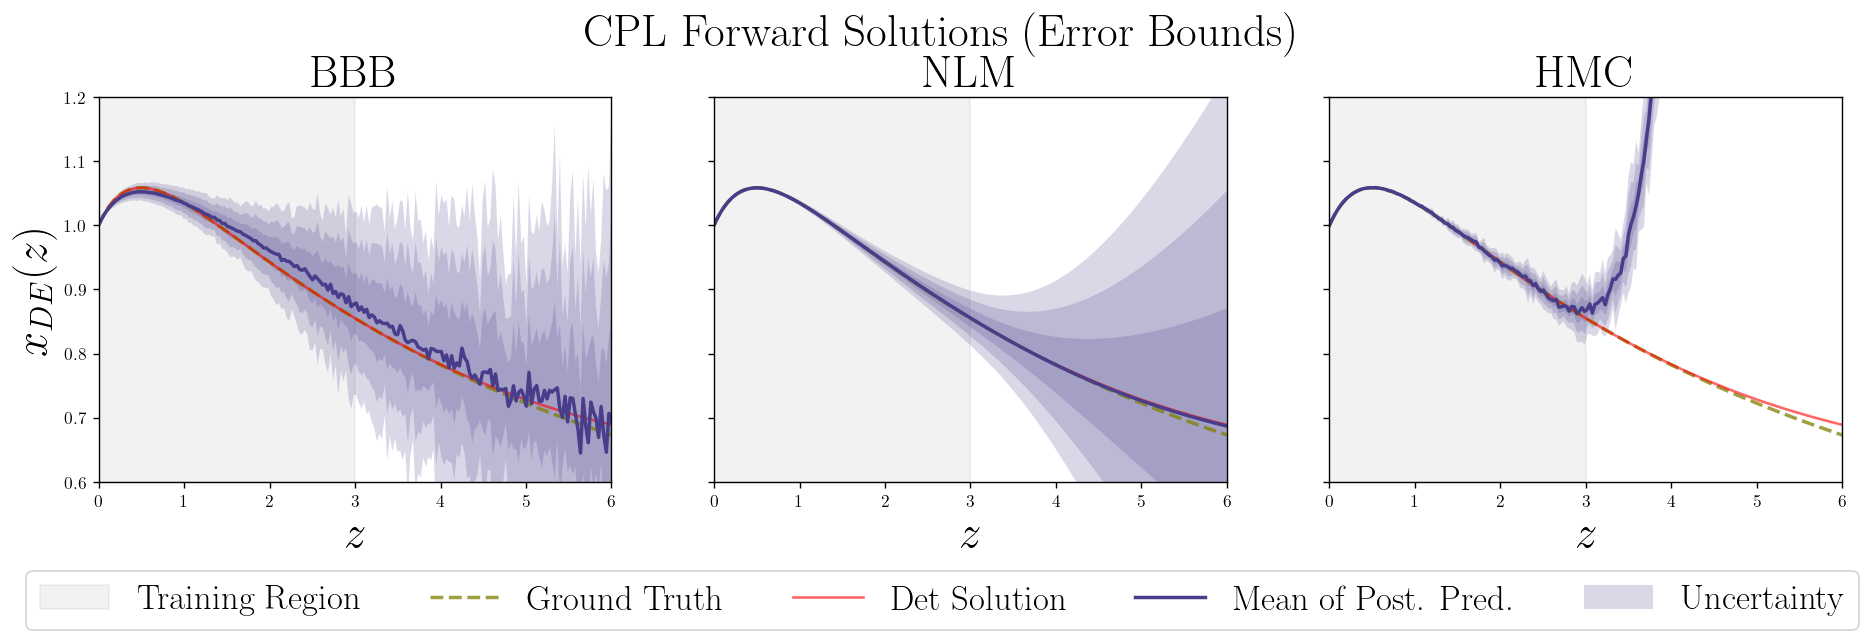 CPL Forward Solutions (Error Bounds)
BBB NLM HMC
1.2
1.1
1.0
0.9
0.8
0.7
0.6
x_{DE}(z)
0 1 2 3 4 5 6 0 1 2 3 4 5 6 0 1 2 3 4 5 6
z z z
Training Region Ground Truth Det Solution Mean of Post. Pred. Uncertainty